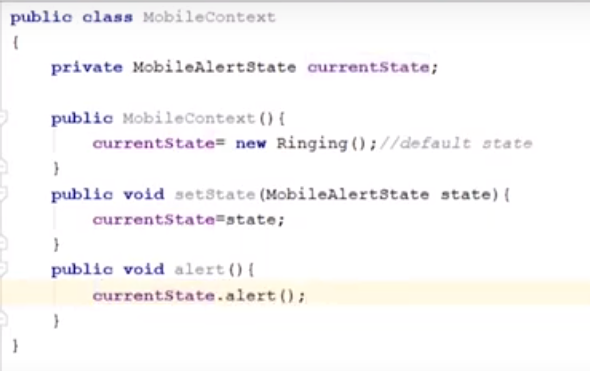 public class MobileContext
{
    private MobileAlertState currentState;
    public MobileContext(){
        currentState= new Ringing();//default state
    }
    public void setState(MobileAlertState state){
        currentState=state;
    }
    public void alert(){
        currentState.alert();
    }
}